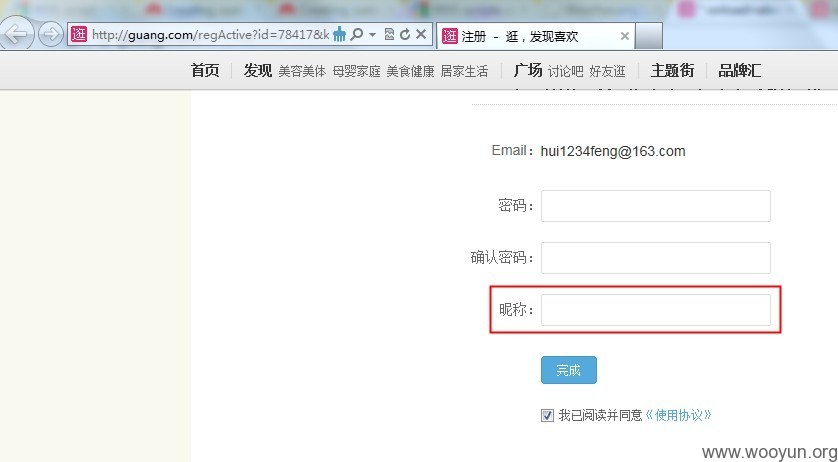 逛 http://guang.com/regActive?id=78417&k 逛 注册 - 逛，发现喜欢
首页 发现 美容美体 母婴家庭 美食健康 居家生活 广场 讨论吧 好友逛 主题街 品牌汇
Email：hui1234feng@163.com
密码：
确认密码：
昵称：
完成
我已阅读并同意《使用协议》
www.wooyun.org